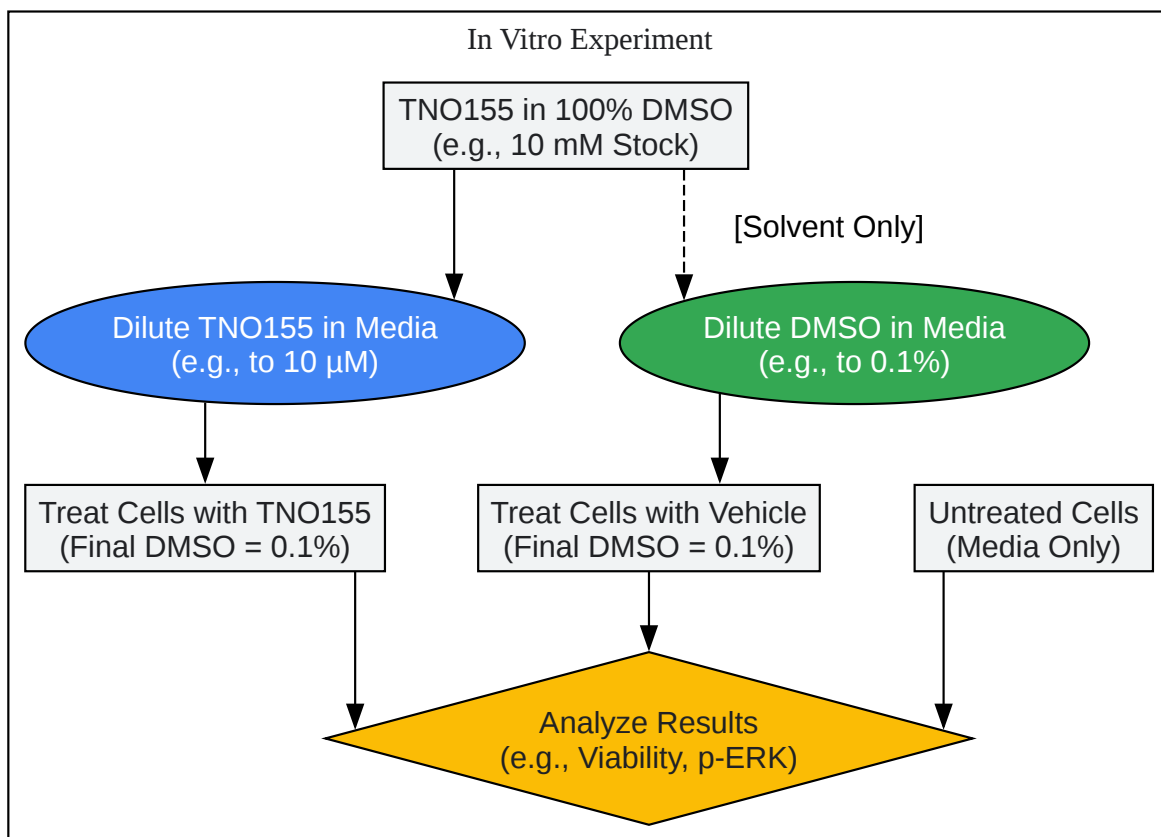 In Vitro Experiment
TNO155 in 100% DMSO
(e.g., 10 mM Stock)
[Solvent Only]
Dilute TNO155 in Media
(e.g., to 10 µM)
Dilute DMSO in Media
(e.g., to 0.1%)
Treat Cells with TNO155
(Final DMSO = 0.1%)
Treat Cells with Vehicle
(Final DMSO = 0.1%)
Untreated Cells
(Media Only)
Analyze Results
(e.g., Viability, p-ERK)